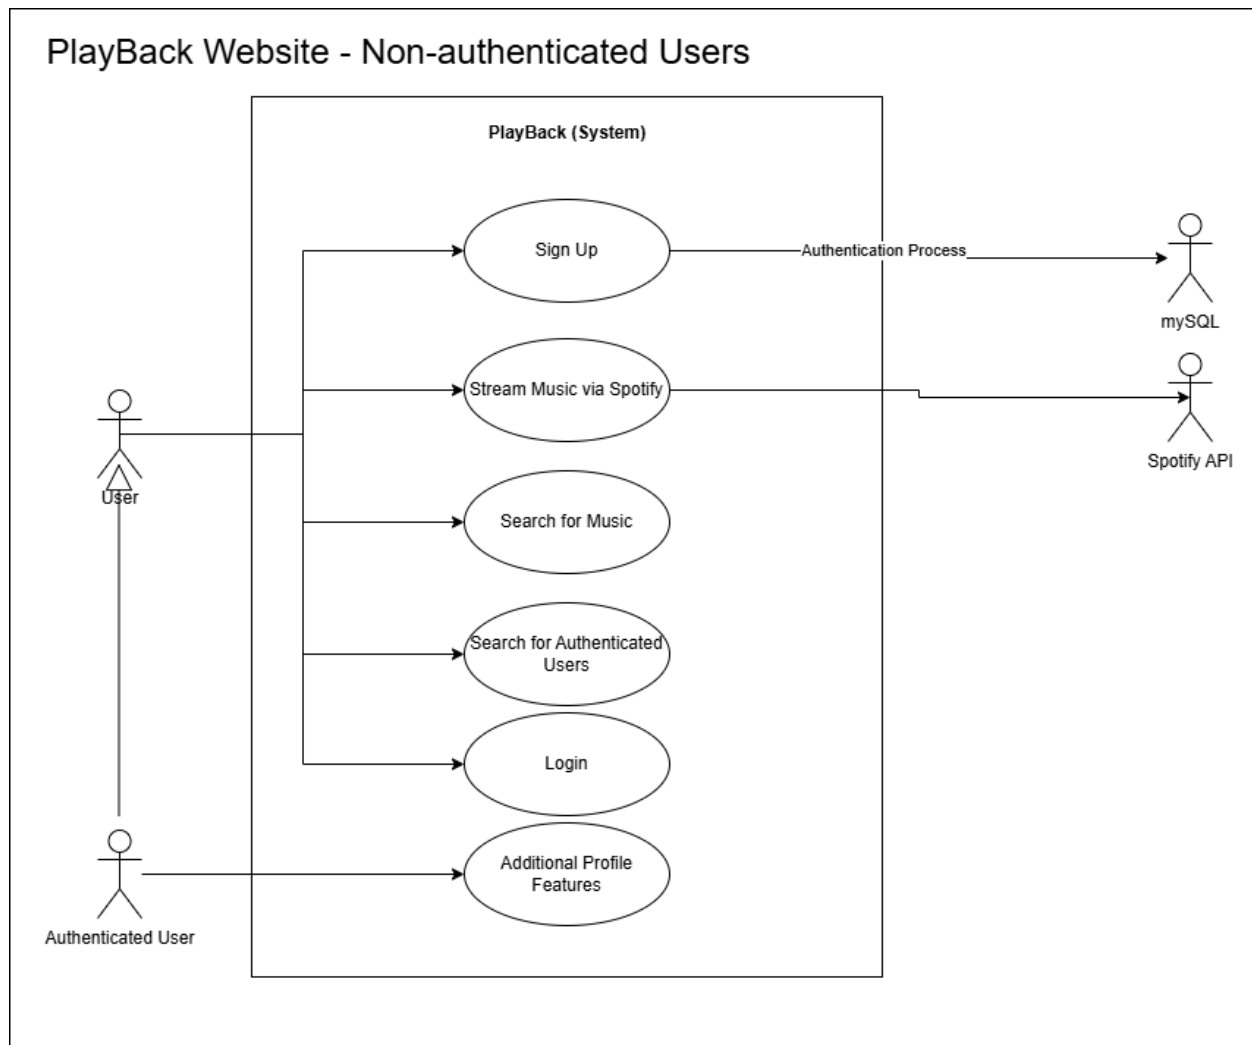 PlayBack Website - Non-authenticated Users
PlayBack (System)
Sign Up
Authentication Process
mySQL
Stream Music via Spotify
Spotify API
User
Search for Music
Search for Authenticated
Users
Login
Additional Profile
Features
Authenticated User